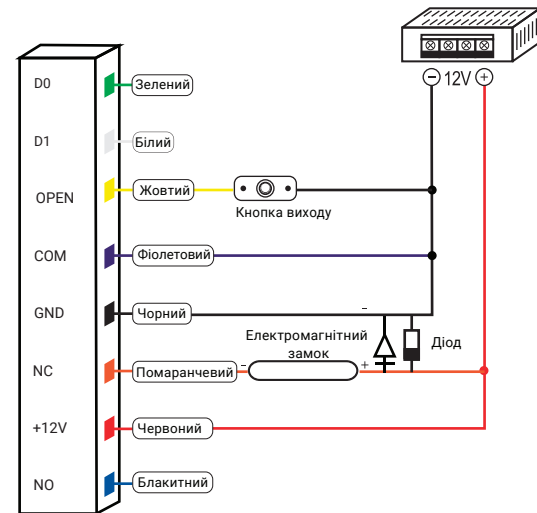 − 12V +
D0 Зелений
D1 Білий
OPEN Жовтий
Кнопка виходу
COM Фіолетовий
GND Чорний −
Електромагнітний
замок
Діод
NC Помаранчевий − +
+12V Червоний
NO Блакитний